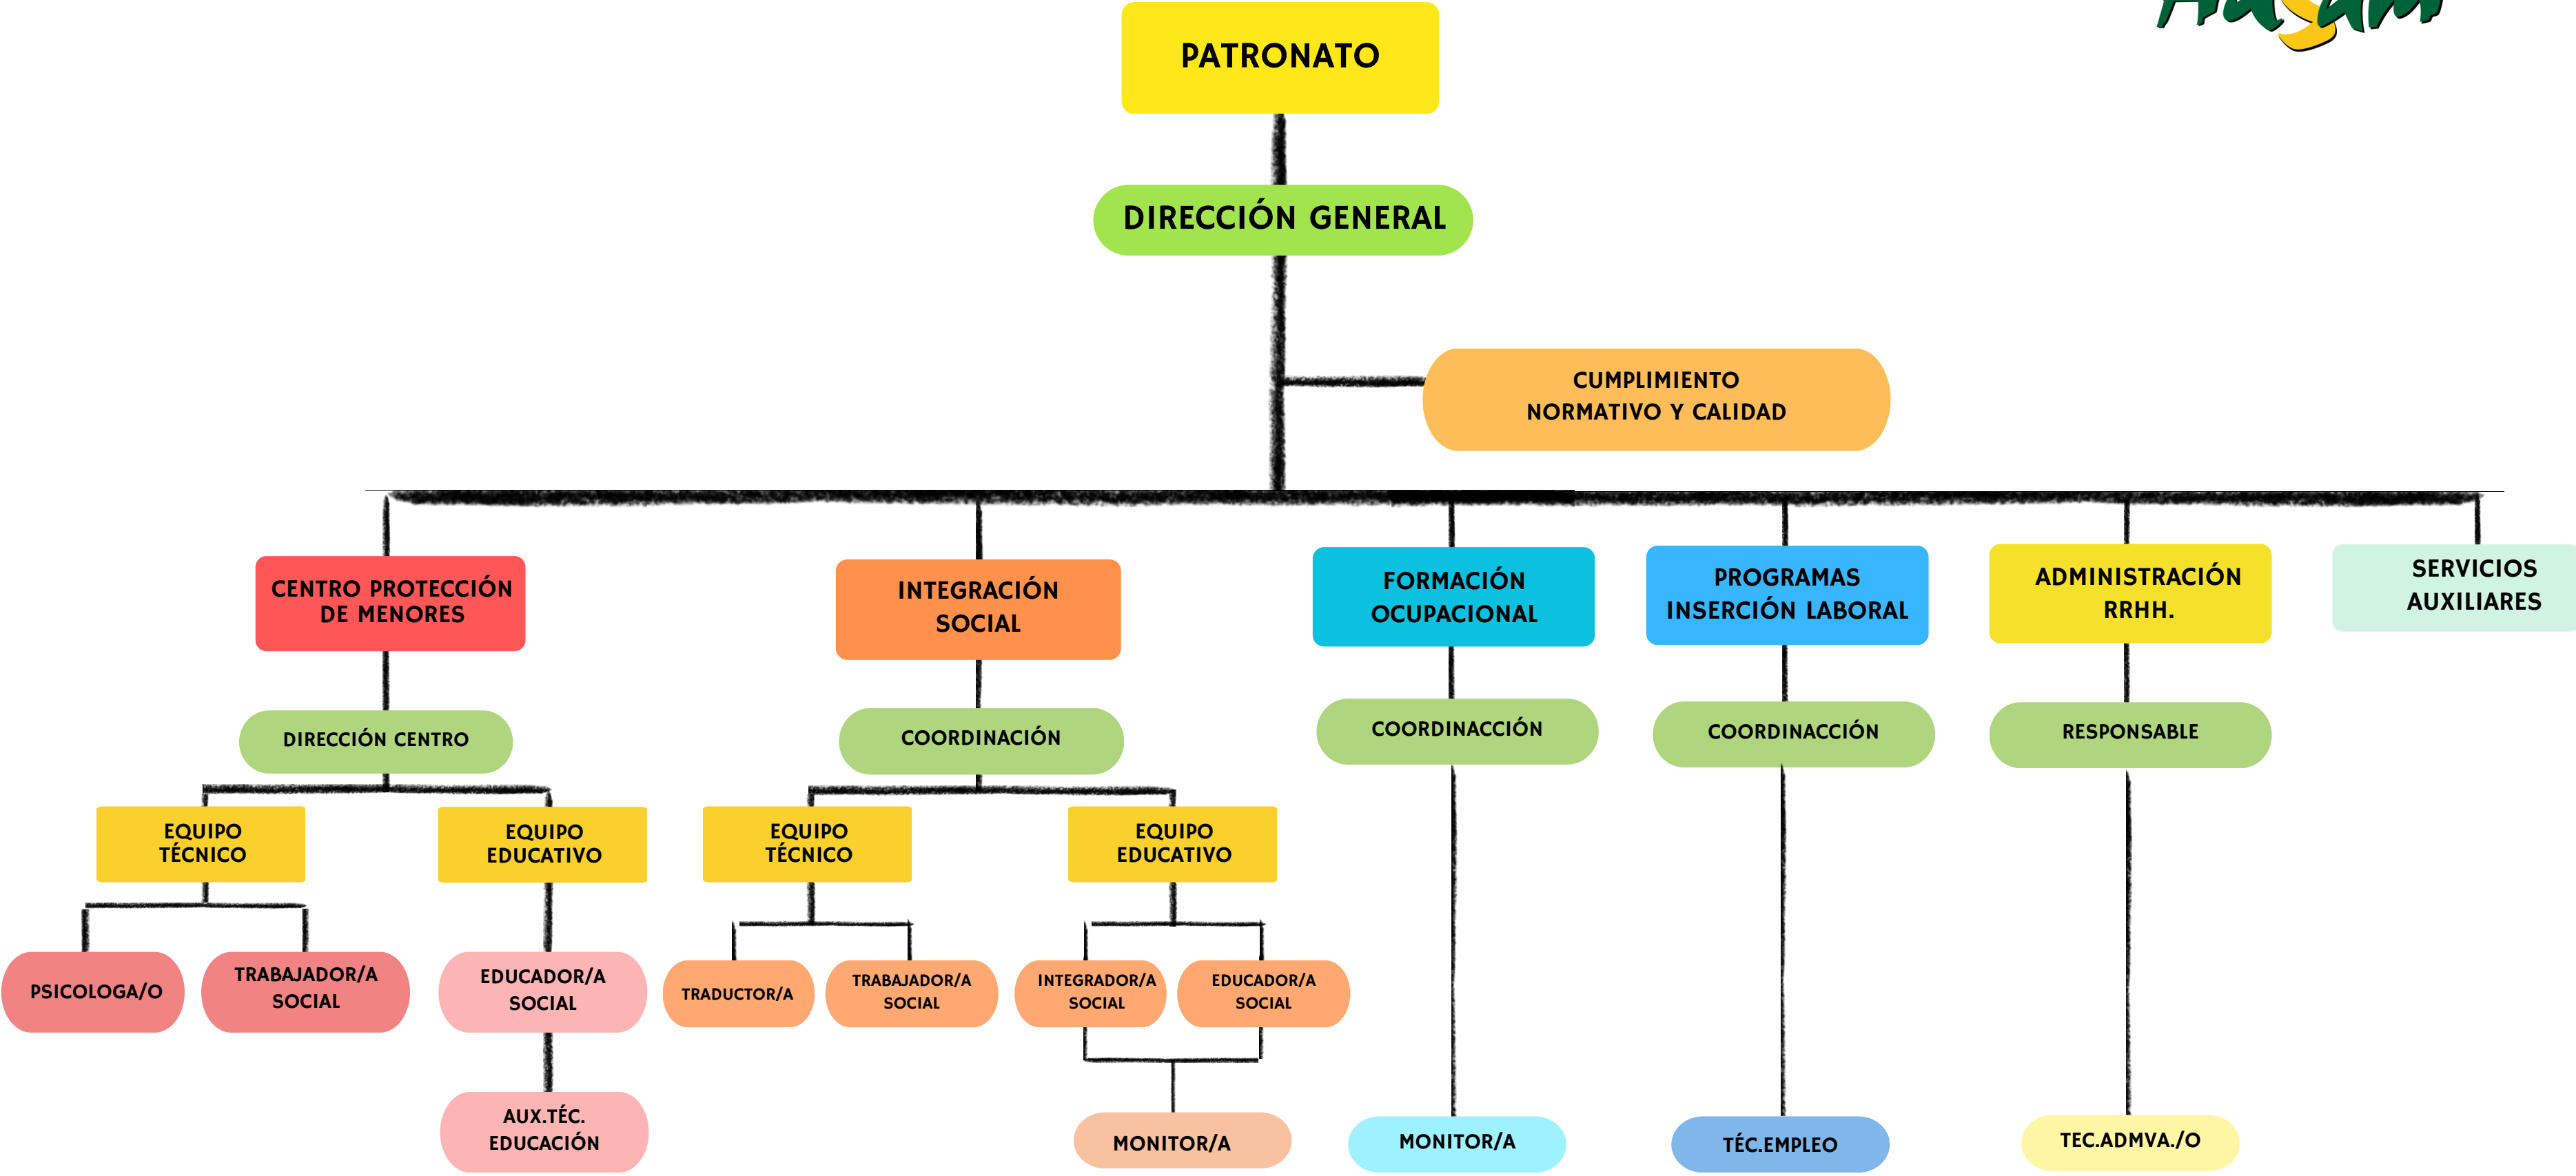 PATRONATO
DIRECCIÓN GENERAL
CUMPLIMIENTO
NORMATIVO Y CALIDAD
CENTRO PROTECCIÓN
DE MENORES
INTEGRACIÓN
SOCIAL
FORMACIÓN
OCUPACIONAL
PROGRAMAS
INSERCIÓN LABORAL
ADMINISTRACIÓN
RRHH.
SERVICIOS
AUXILIARES
DIRECCIÓN CENTRO
COORDINACIÓN
COORDINACCIÓN
COORDINACCIÓN
RESPONSABLE
EQUIPO
TÉCNICO
EQUIPO
EDUCATIVO
EQUIPO
TÉCNICO
EQUIPO
EDUCATIVO
PSICOLOGA/O
TRABAJADOR/A
SOCIAL
EDUCADOR/A
SOCIAL
TRADUCTOR/A
TRABAJADOR/A
SOCIAL
INTEGRADOR/A
SOCIAL
EDUCADOR/A
SOCIAL
AUX.TÉC.
EDUCACIÓN
MONITOR/A
MONITOR/A
TÉC.EMPLEO
TEC.ADMVA./O